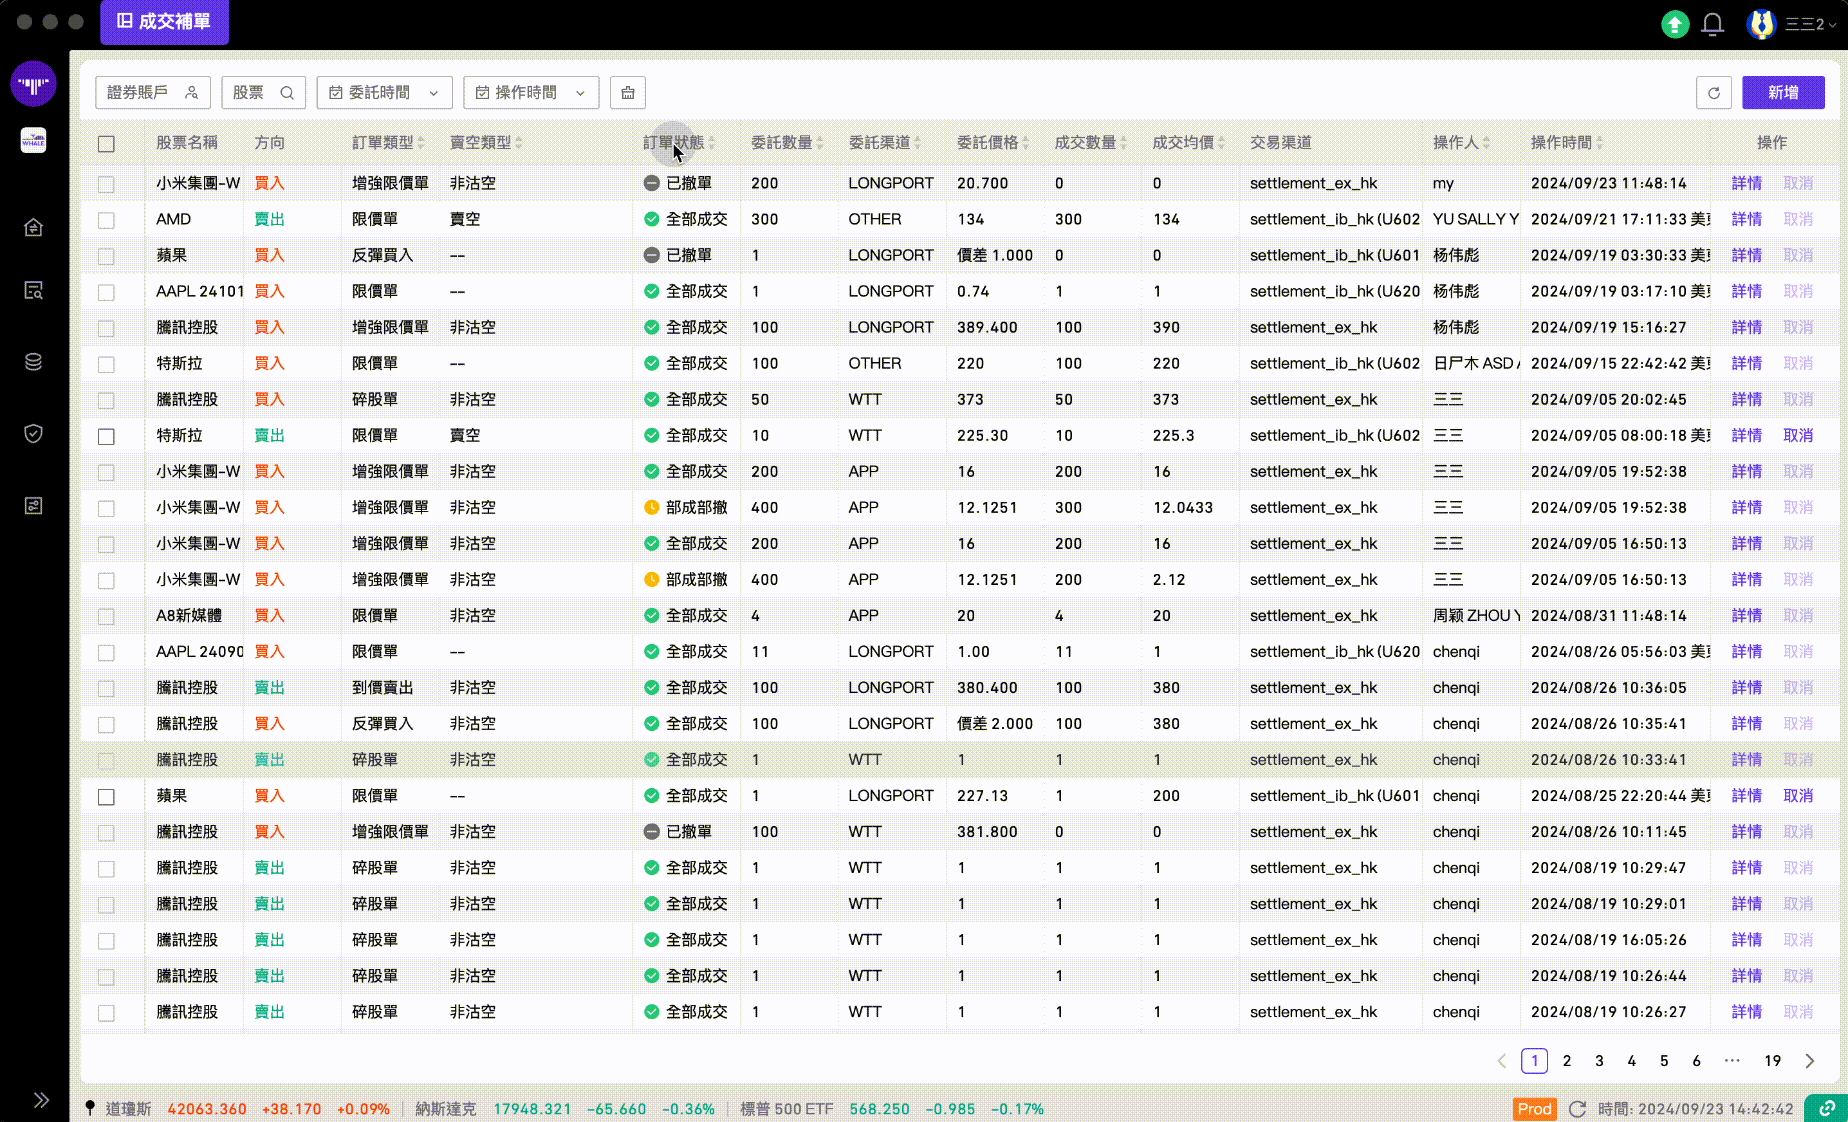 成交補單
三三2
WHALE
證券賬戶 股票 委託時間 操作時間 新增
股票名稱 方向 訂單類型 賣空類型 訂單狀態 委託數量 委託渠道 委託價格 成交數量 成交均價 交易渠道 操作人 操作時間 操作
小米集團-W 買入 增強限價單 非沽空 已撤單 200 LONGPORT 20.700 0 0 settlement_ex_hk my 2024/09/23 11:48:14 詳情 取消
AMD 賣出 限價單 賣空 全部成交 300 OTHER 134 300 134 settlement_ib_hk (U602 YU SALLY Y 2024/09/21 17:11:33 美 詳情 取消
蘋果 買入 反彈買入 -- 已撤單 1 LONGPORT 價差 1.000 0 0 settlement_ib_hk (U601 杨伟彪 2024/09/19 03:30:33 美 詳情 取消
AAPL 24101 買入 限價單 -- 全部成交 1 LONGPORT 0.74 1 1 settlement_ib_hk (U620 杨伟彪 2024/09/19 03:17:10 美 詳情 取消
騰訊控股 買入 增強限價單 非沽空 全部成交 100 LONGPORT 389.400 100 390 settlement_ex_hk 杨伟彪 2024/09/19 15:16:27 詳情 取消
特斯拉 買入 限價單 -- 全部成交 100 OTHER 220 100 220 settlement_ib_hk (U602 日尸木 ASD 2024/09/15 22:42:42 美 詳情 取消
騰訊控股 買入 碎股單 非沽空 全部成交 50 WTT 373 50 373 settlement_ex_hk 三三 2024/09/05 20:02:45 詳情 取消
特斯拉 賣出 限價單 賣空 全部成交 10 WTT 225.30 10 225.3 settlement_ib_hk (U602 三三 2024/09/05 08:00:18 美 詳情 取消
小米集團-W 買入 增強限價單 非沽空 全部成交 200 APP 16 200 16 settlement_ex_hk 三三 2024/09/05 19:52:38 詳情 取消
小米集團-W 買入 增強限價單 非沽空 部成部撤 400 APP 12.1251 300 12.0433 settlement_ex_hk 三三 2024/09/05 19:52:38 詳情 取消
小米集團-W 買入 增強限價單 非沽空 全部成交 200 APP 16 200 16 settlement_ex_hk 三三 2024/09/05 16:50:13 詳情 取消
小米集團-W 買入 增強限價單 非沽空 部成部撤 400 APP 12.1251 200 2.12 settlement_ex_hk 三三 2024/09/05 16:50:13 詳情 取消
A8新媒體 買入 限價單 非沽空 全部成交 4 APP 20 4 20 settlement_ex_hk 周颖 ZHOU Y 2024/08/31 11:48:14 詳情 取消
AAPL 24090 買入 限價單 -- 全部成交 11 LONGPORT 1.00 11 1 settlement_ib_hk (U620 chenqi 2024/08/26 05:56:03 美 詳情 取消
騰訊控股 賣出 到價賣出 非沽空 全部成交 100 LONGPORT 380.400 100 380 settlement_ex_hk chenqi 2024/08/26 10:36:05 詳情 取消
騰訊控股 買入 反彈買入 非沽空 全部成交 100 LONGPORT 價差 2.000 100 380 settlement_ex_hk chenqi 2024/08/26 10:35:41 詳情 取消
騰訊控股 賣出 碎股單 非沽空 全部成交 1 WTT 1 1 1 settlement_ex_hk chenqi 2024/08/26 10:33:41 詳情 取消
蘋果 買入 限價單 -- 全部成交 1 LONGPORT 227.13 1 200 settlement_ib_hk (U601 chenqi 2024/08/25 22:20:44 美 詳情 取消
騰訊控股 買入 增強限價單 非沽空 已撤單 100 WTT 381.800 0 0 settlement_ex_hk chenqi 2024/08/26 10:11:45 詳情 取消
騰訊控股 賣出 碎股單 非沽空 全部成交 1 WTT 1 1 1 settlement_ex_hk chenqi 2024/08/19 10:29:47 詳情 取消
騰訊控股 賣出 碎股單 非沽空 全部成交 1 WTT 1 1 1 settlement_ex_hk chenqi 2024/08/19 10:29:01 詳情 取消
騰訊控股 賣出 碎股單 非沽空 全部成交 1 WTT 1 1 1 settlement_ex_hk chenqi 2024/08/19 16:05:26 詳情 取消
騰訊控股 賣出 碎股單 非沽空 全部成交 1 WTT 1 1 1 settlement_ex_hk chenqi 2024/08/19 10:26:44 詳情 取消
騰訊控股 賣出 碎股單 非沽空 全部成交 1 WTT 1 1 1 settlement_ex_hk chenqi 2024/08/19 10:26:27 詳情 取消
1 2 3 4 5 6 ··· 19
道瓊斯 42063.360 +38.170 +0.09% 納斯達克 17948.321 -65.660 -0.36% 標普 500 ETF 568.250 -0.985 -0.17% Prod 時間: 2024/09/23 14:42:42